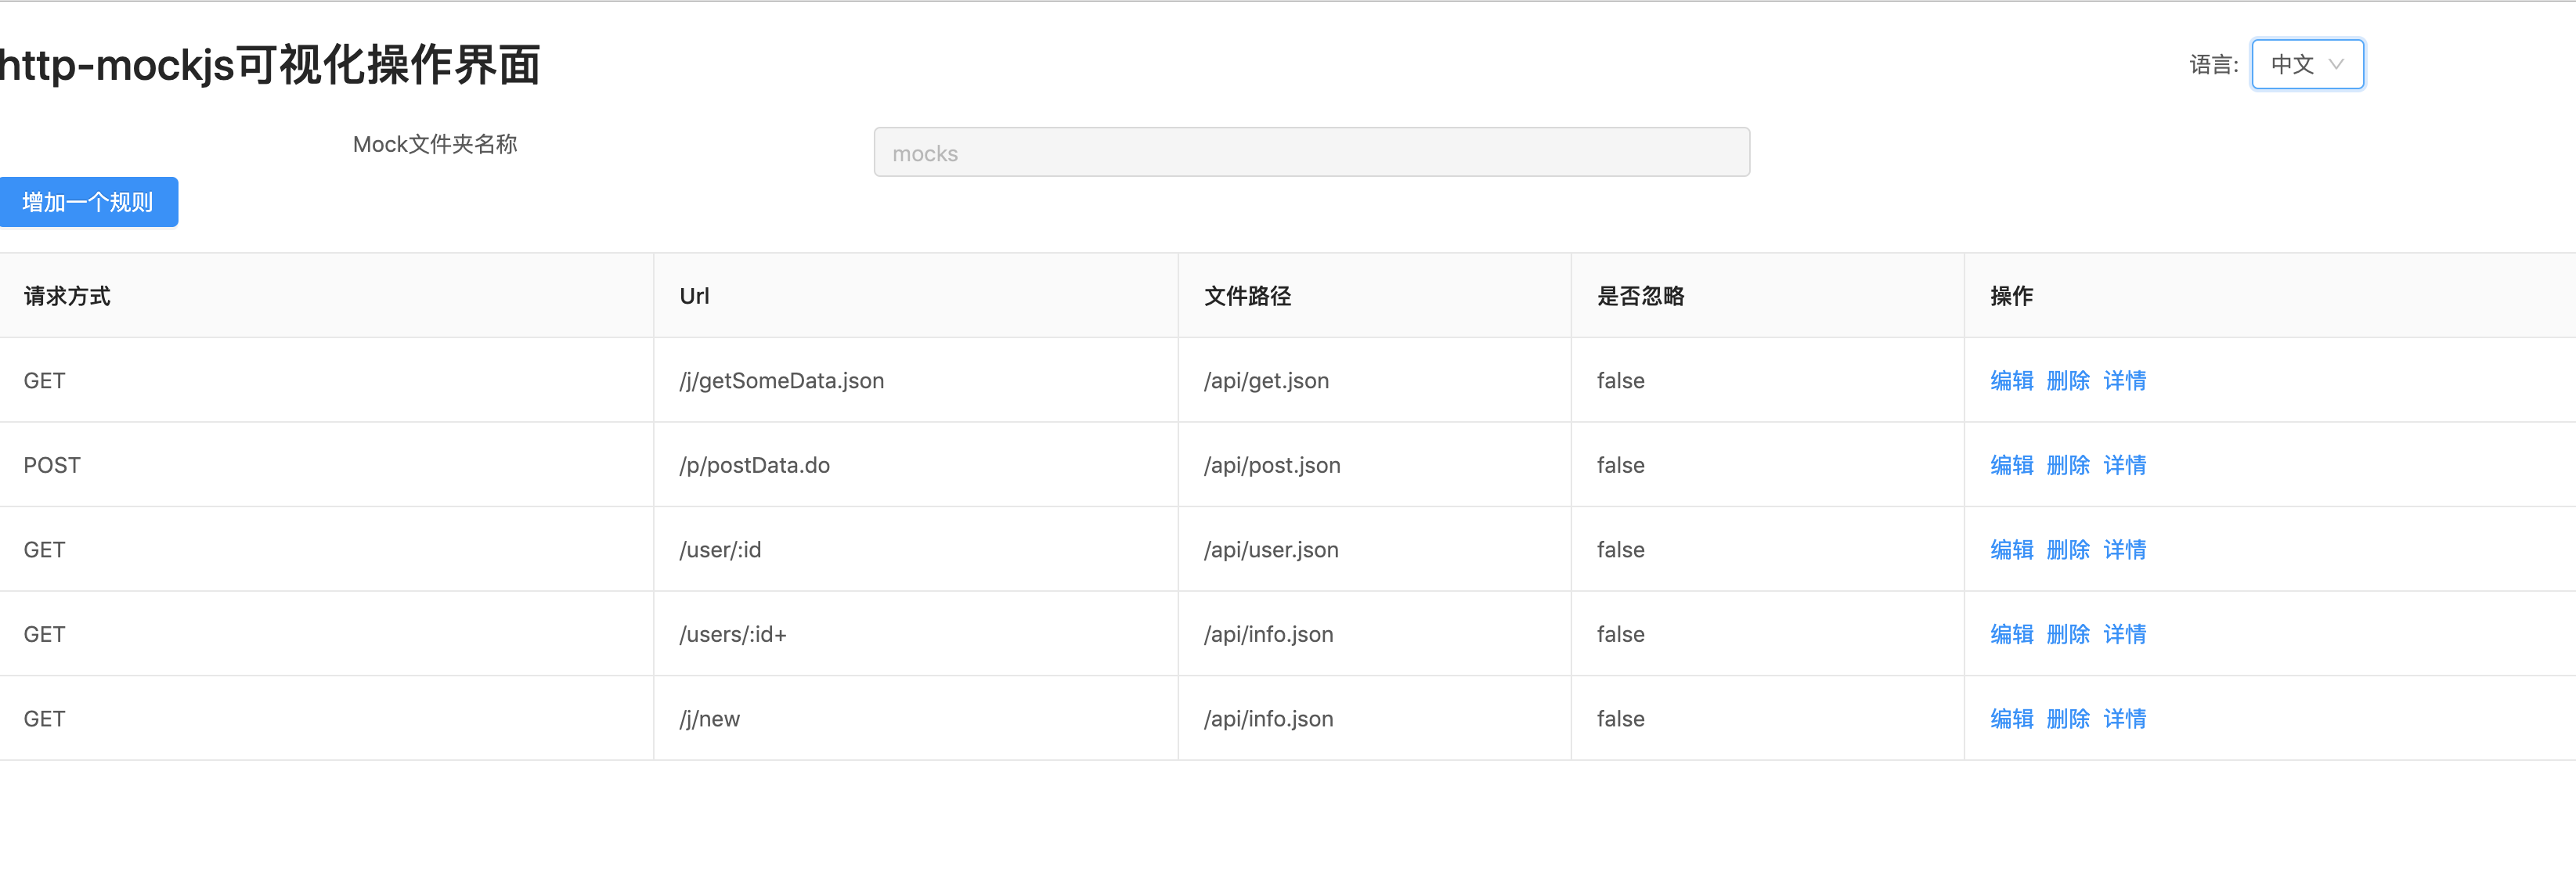 http-mockjs可视化操作界面 语言: 中文
Mock文件夹名称 mocks
增加一个规则
请求方式 Url 文件路径 是否忽略 操作
GET /j/getSomeData.json /api/get.json false 编辑 删除 详情
POST /p/postData.do /api/post.json false 编辑 删除 详情
GET /user/:id /api/user.json false 编辑 删除 详情
GET /users/:id+ /api/info.json false 编辑 删除 详情
GET /j/new /api/info.json false 编辑 删除 详情